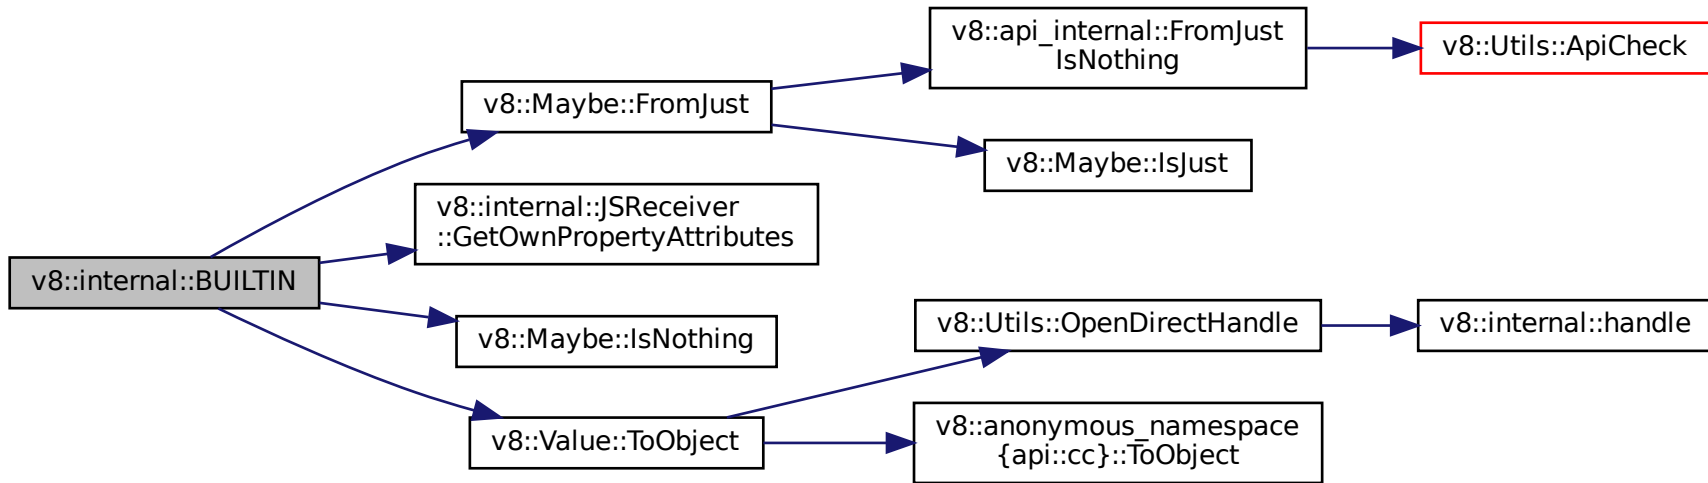 v8::internal::BUILTIN
v8::Maybe::FromJust
v8::api_internal::FromJust
IsNothing
v8::Utils::ApiCheck
v8::Maybe::IsJust
v8::internal::JSReceiver
::GetOwnPropertyAttributes
v8::Maybe::IsNothing
v8::Value::ToObject
v8::Utils::OpenDirectHandle
v8::internal::handle
v8::anonymous_namespace
{api::cc}::ToObject